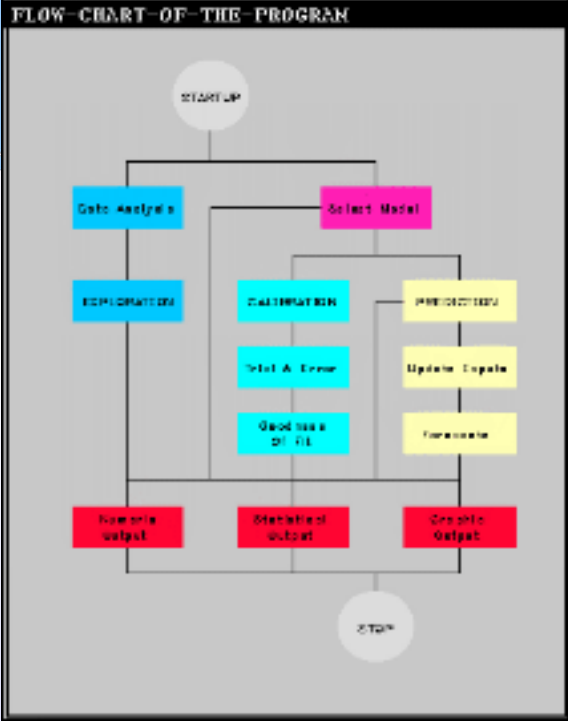 FLOW-CHART-OF-THE-PROGRAM
STARTUP
Data Analysis
Select Model
EXPLORATION
CALIBRATION
PREDICTION
Trial & Error
Update Inputs
Goodness
Of Fit
Forecasts
Numeric
Output
Statistical
Output
Graphic
Output
STOP